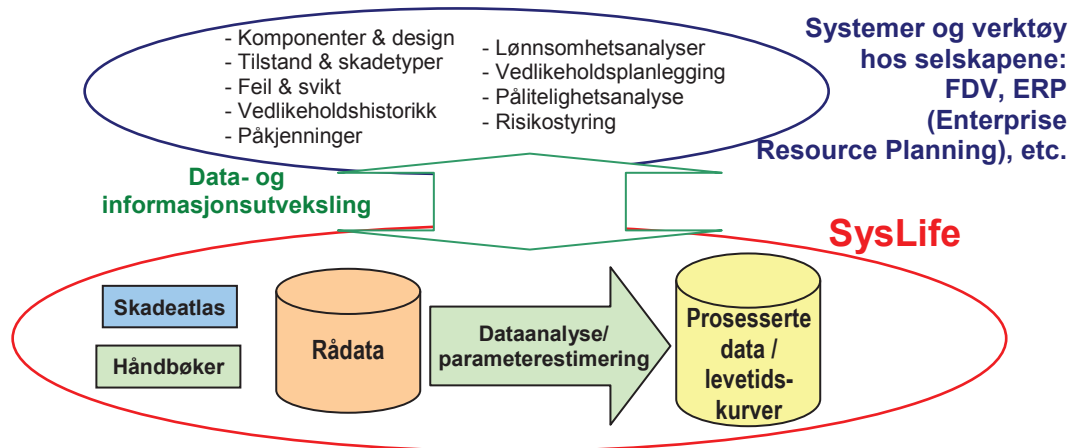 - Komponenter & design
- Tilstand & skadetyper
- Feil & svikt
- Vedlikeholdshistorikk
- Påkjenninger
- Lønnsomhetsanalyser
- Vedlikeholdsplanlegging
- Pålitelighetsanalyse
- Risikostyring
Systemer og verktøy
hos selskapene:
FDV, ERP
(Enterprise
Resource Planning), etc.
Data- og
informasjonsutveksling
SysLife
Skadeatlas
Håndbøker
Rådata
Dataanalyse/
parameterestimering
Prosesserte
data /
levetids-
kurver